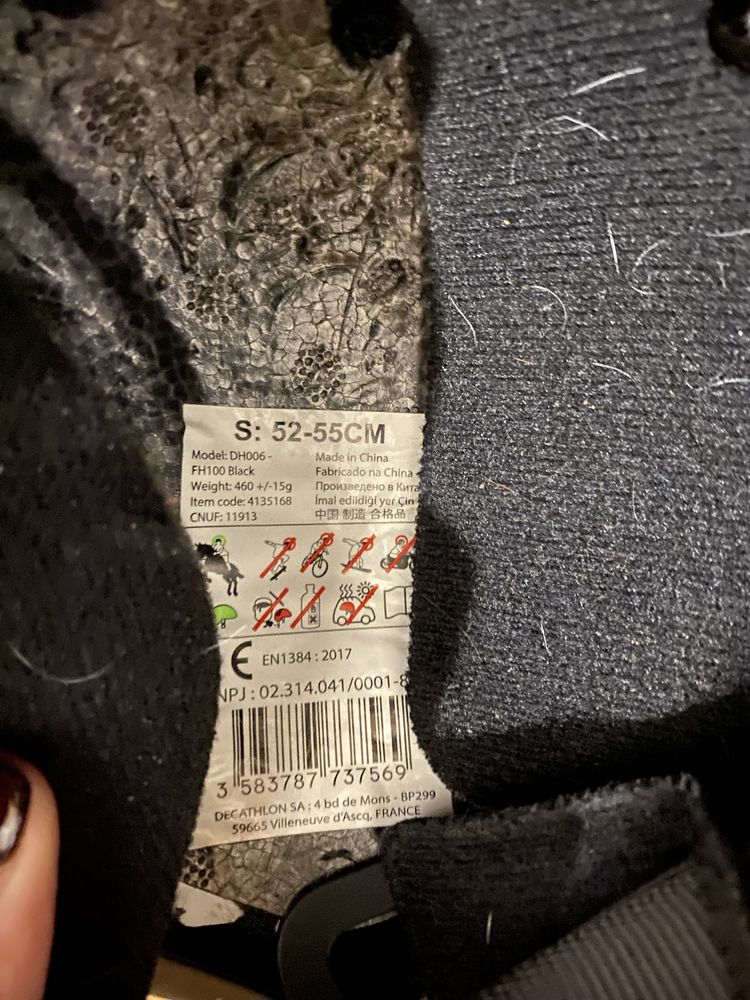 S: 52-55CM
Model: DH006 -
FH100 Black
Weight: 460 +/-15g
Item code: 4135168
CNUF: 11913
Made in China
Fabricado na China
Произведено в Кита
İmal edildiği yer Çin
中国 制造 合格品
CE EN1384 : 2017
NPJ : 02.314.041/0001-8
3 583787 737569
DECATHLON SA : 4 bd de Mons - BP299
59665 Villeneuve d'Ascq, FRANCE